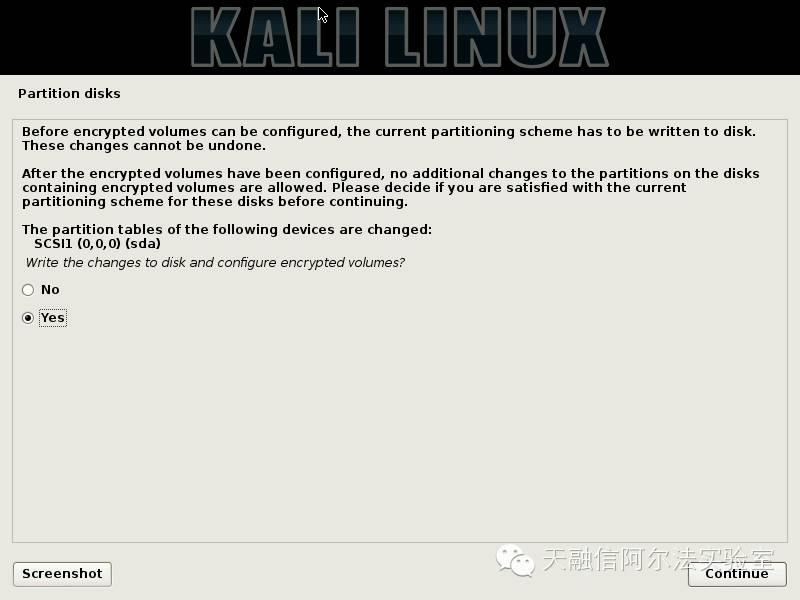 KALI LINUX
Partition disks
Before encrypted volumes can be configured, the current partitioning scheme has to be written to disk.
These changes cannot be undone.
After the encrypted volumes have been configured, no additional changes to the partitions on the disks
containing encrypted volumes are allowed. Please decide if you are satisfied with the current
partitioning scheme for these disks before continuing.
The partition tables of the following devices are changed:
SCSI1 (0,0,0) (sda)
Write the changes to disk and configure encrypted volumes?
No
Yes
天融信阿尔法实验室
Screenshot
Continue